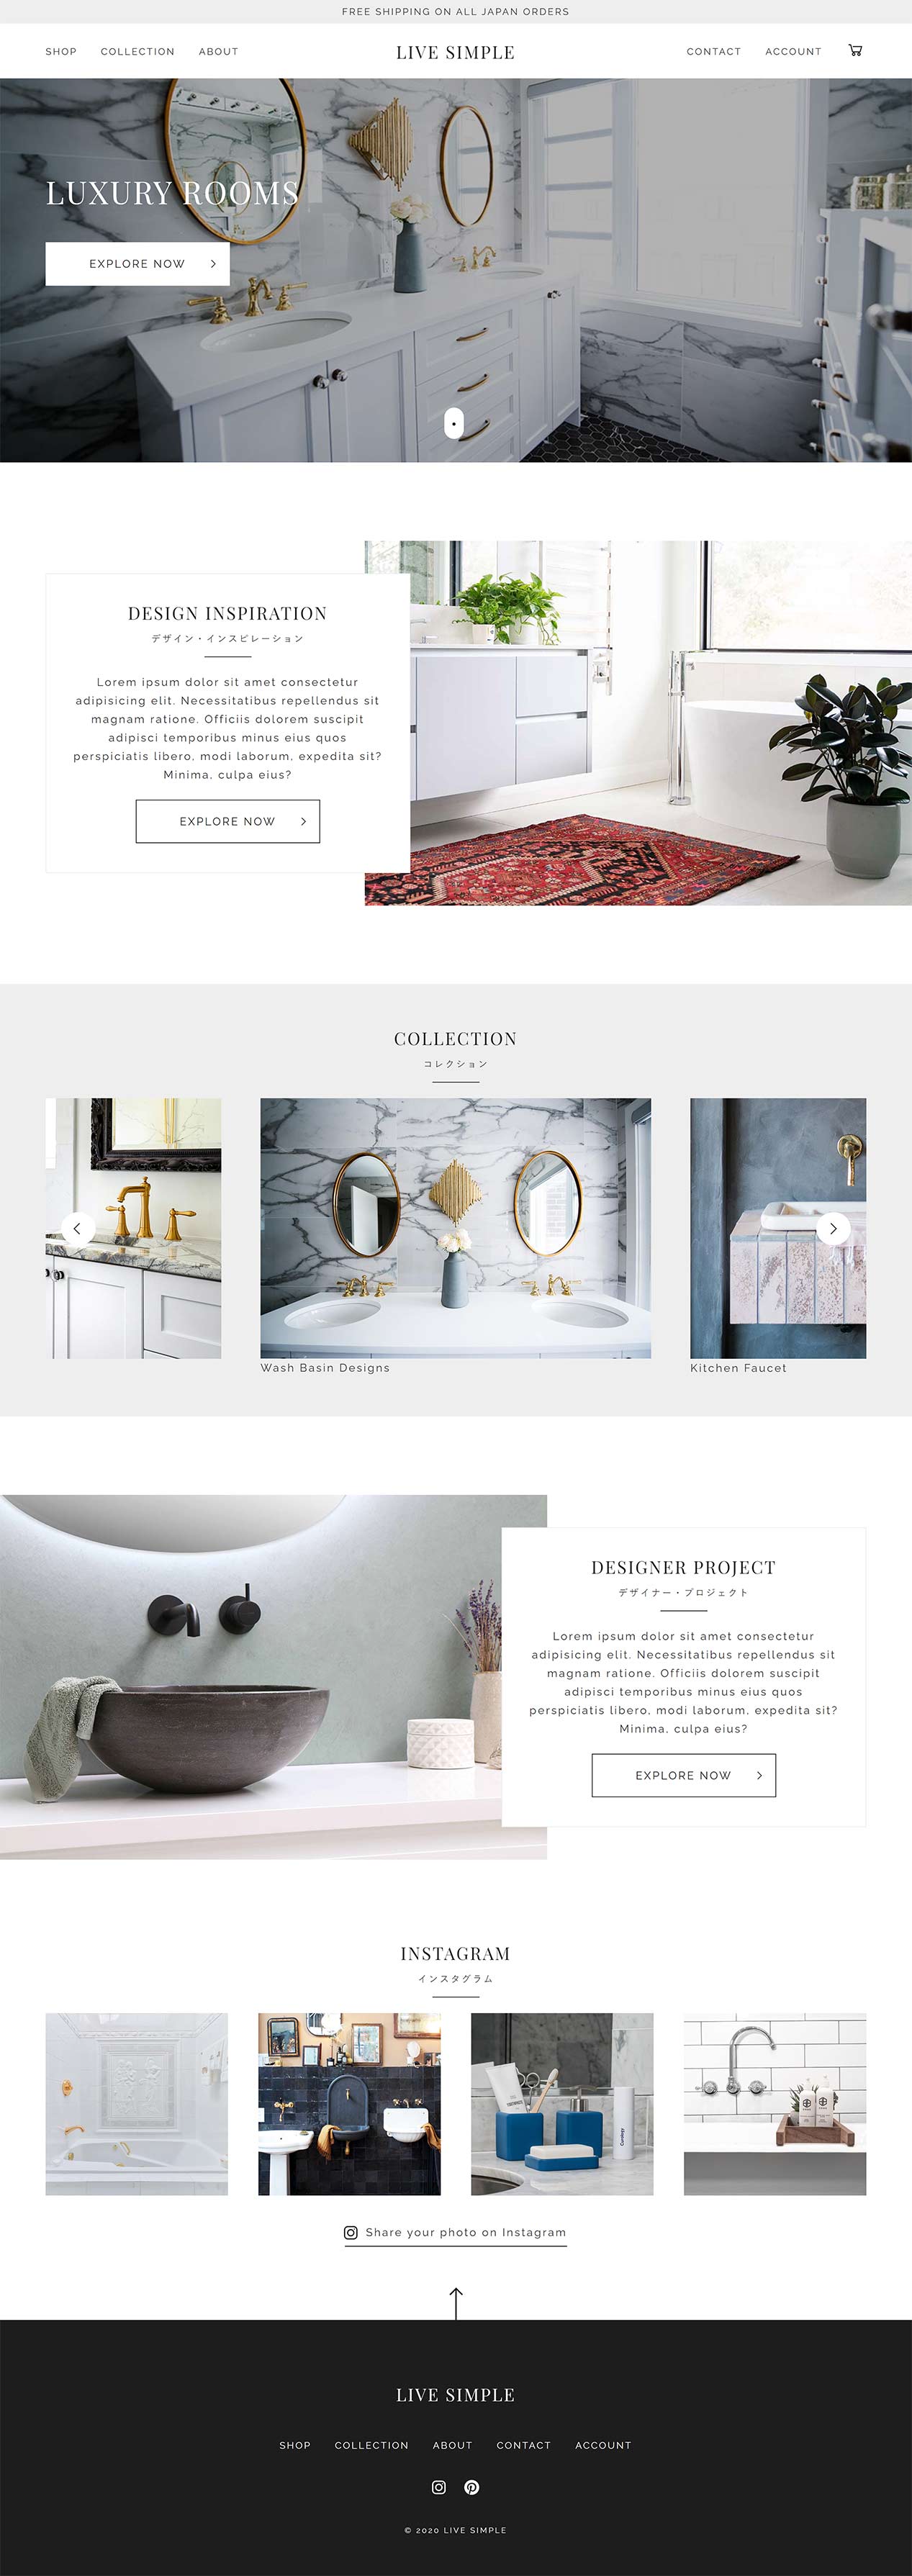 FREE SHIPPING ON ALL JAPAN ORDERS
SHOP COLLECTION ABOUT LIVE SIMPLE CONTACT ACCOUNT
LUXURY ROOMS
EXPLORE NOW
DESIGN INSPIRATION
デザイン・インスピレーション
Lorem ipsum dolor sit amet consectetur
adipisicing elit. Necessitatibus repellendus sit
magnam ratione. Officiis dolorem suscipit
adipisci temporibus minus eius quos
perspiciatis libero, modi laborum, expedita sit?
Minima, culpa eius?
EXPLORE NOW
COLLECTION
コレクション
Wash Basin Designs
Kitchen Faucet
DESIGNER PROJECT
デザイナー・プロジェクト
Lorem ipsum dolor sit amet consectetur
adipisicing elit. Necessitatibus repellendus sit
magnam ratione. Officiis dolorem suscipit
adipisci temporibus minus eius quos
perspiciatis libero, modi laborum, expedita sit?
Minima, culpa eius?
EXPLORE NOW
INSTAGRAM
インスタグラム
Curology
Share your photo on Instagram
LIVE SIMPLE
SHOP COLLECTION ABOUT CONTACT ACCOUNT
© 2020 LIVE SIMPLE